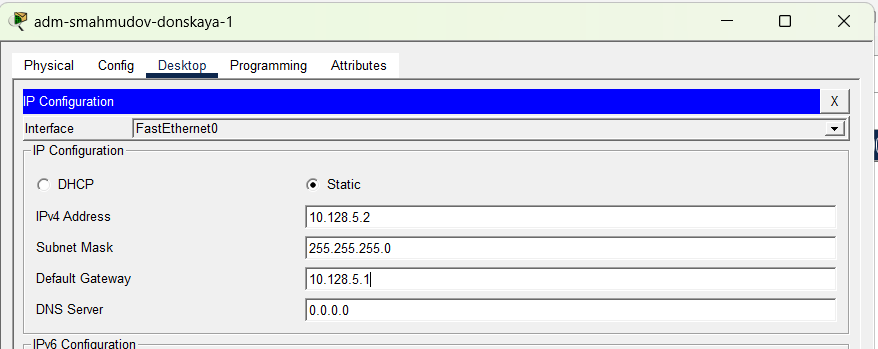 adm-smahmudov-donskaya-1
Physical Config Desktop Programming Attributes
IP Configuration X
Interface FastEthernet0
IP Configuration
DHCP Static
IPv4 Address 10.128.5.2
Subnet Mask 255.255.255.0
Default Gateway 10.128.5.1
DNS Server 0.0.0.0
IPv6 Configuration